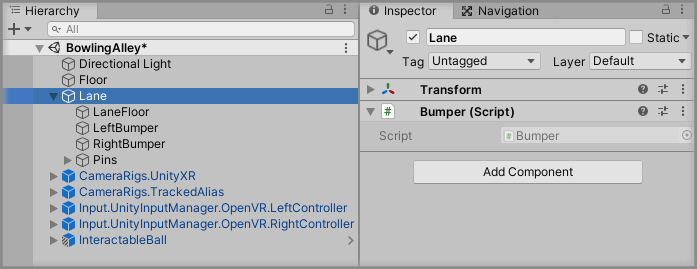 Hierarchy
All
BowlingAlley*
Directional Light
Floor
Lane
LaneFloor
LeftBumper
RightBumper
Pins
CameraRigs.UnityXR
CameraRigs.TrackedAlias
Input.UnityInputManager.OpenVR.LeftController
Input.UnityInputManager.OpenVR.RightController
InteractableBall
Inspector Navigation
Lane Static
Tag Untagged Layer Default
Transform
# Bumper (Script)
Script # Bumper
Add Component